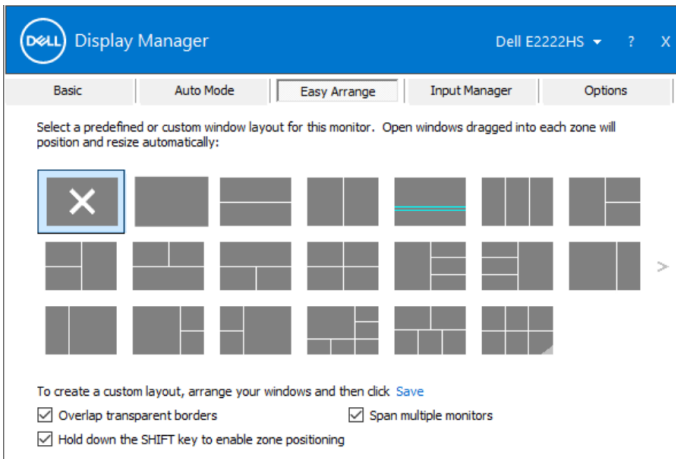 DELL Display Manager Dell E2222HS ? X
Basic Auto Mode Easy Arrange Input Manager Options
Select a predefined or custom window layout for this monitor. Open windows dragged into each zone will
position and resize automatically:
>
To create a custom layout, arrange your windows and then click Save
Overlap transparent borders Span multiple monitors
Hold down the SHIFT key to enable zone positioning